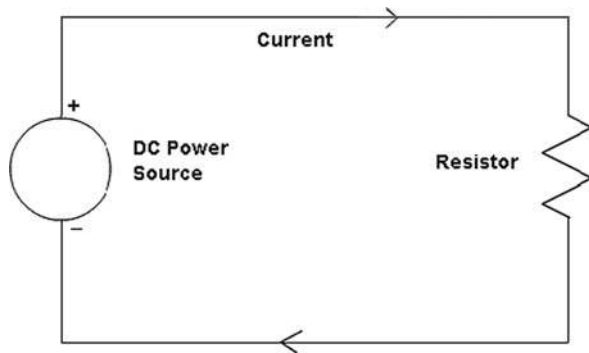 Current
+
DC Power
Source
Resistor
−